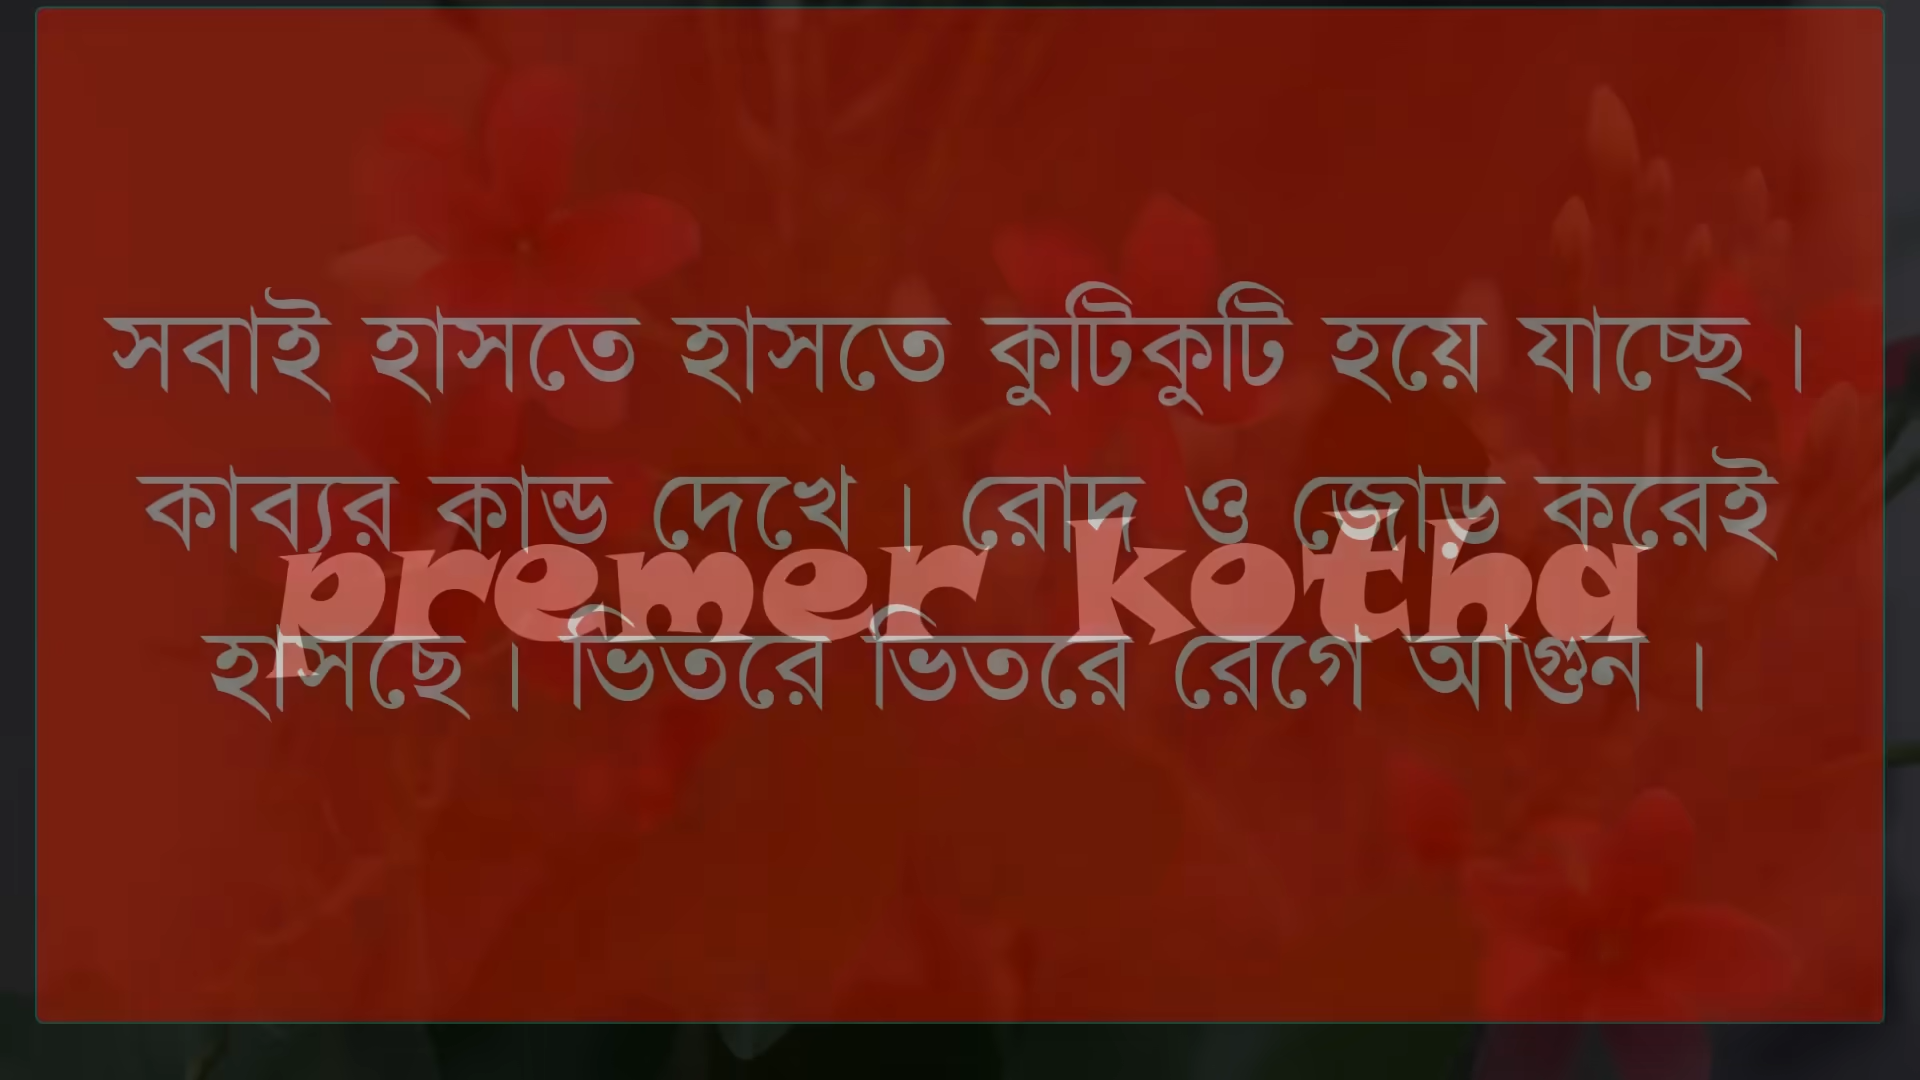 সবাই হাসতে হাসতে কুটিকুটি হয়ে যাচ্ছে ।
কাব্যর কান্ড দেখে । রোদ ও জোড় করেই
premer kotha
হাসছে । ভিতরে ভিতরে রেগে আগুন ।